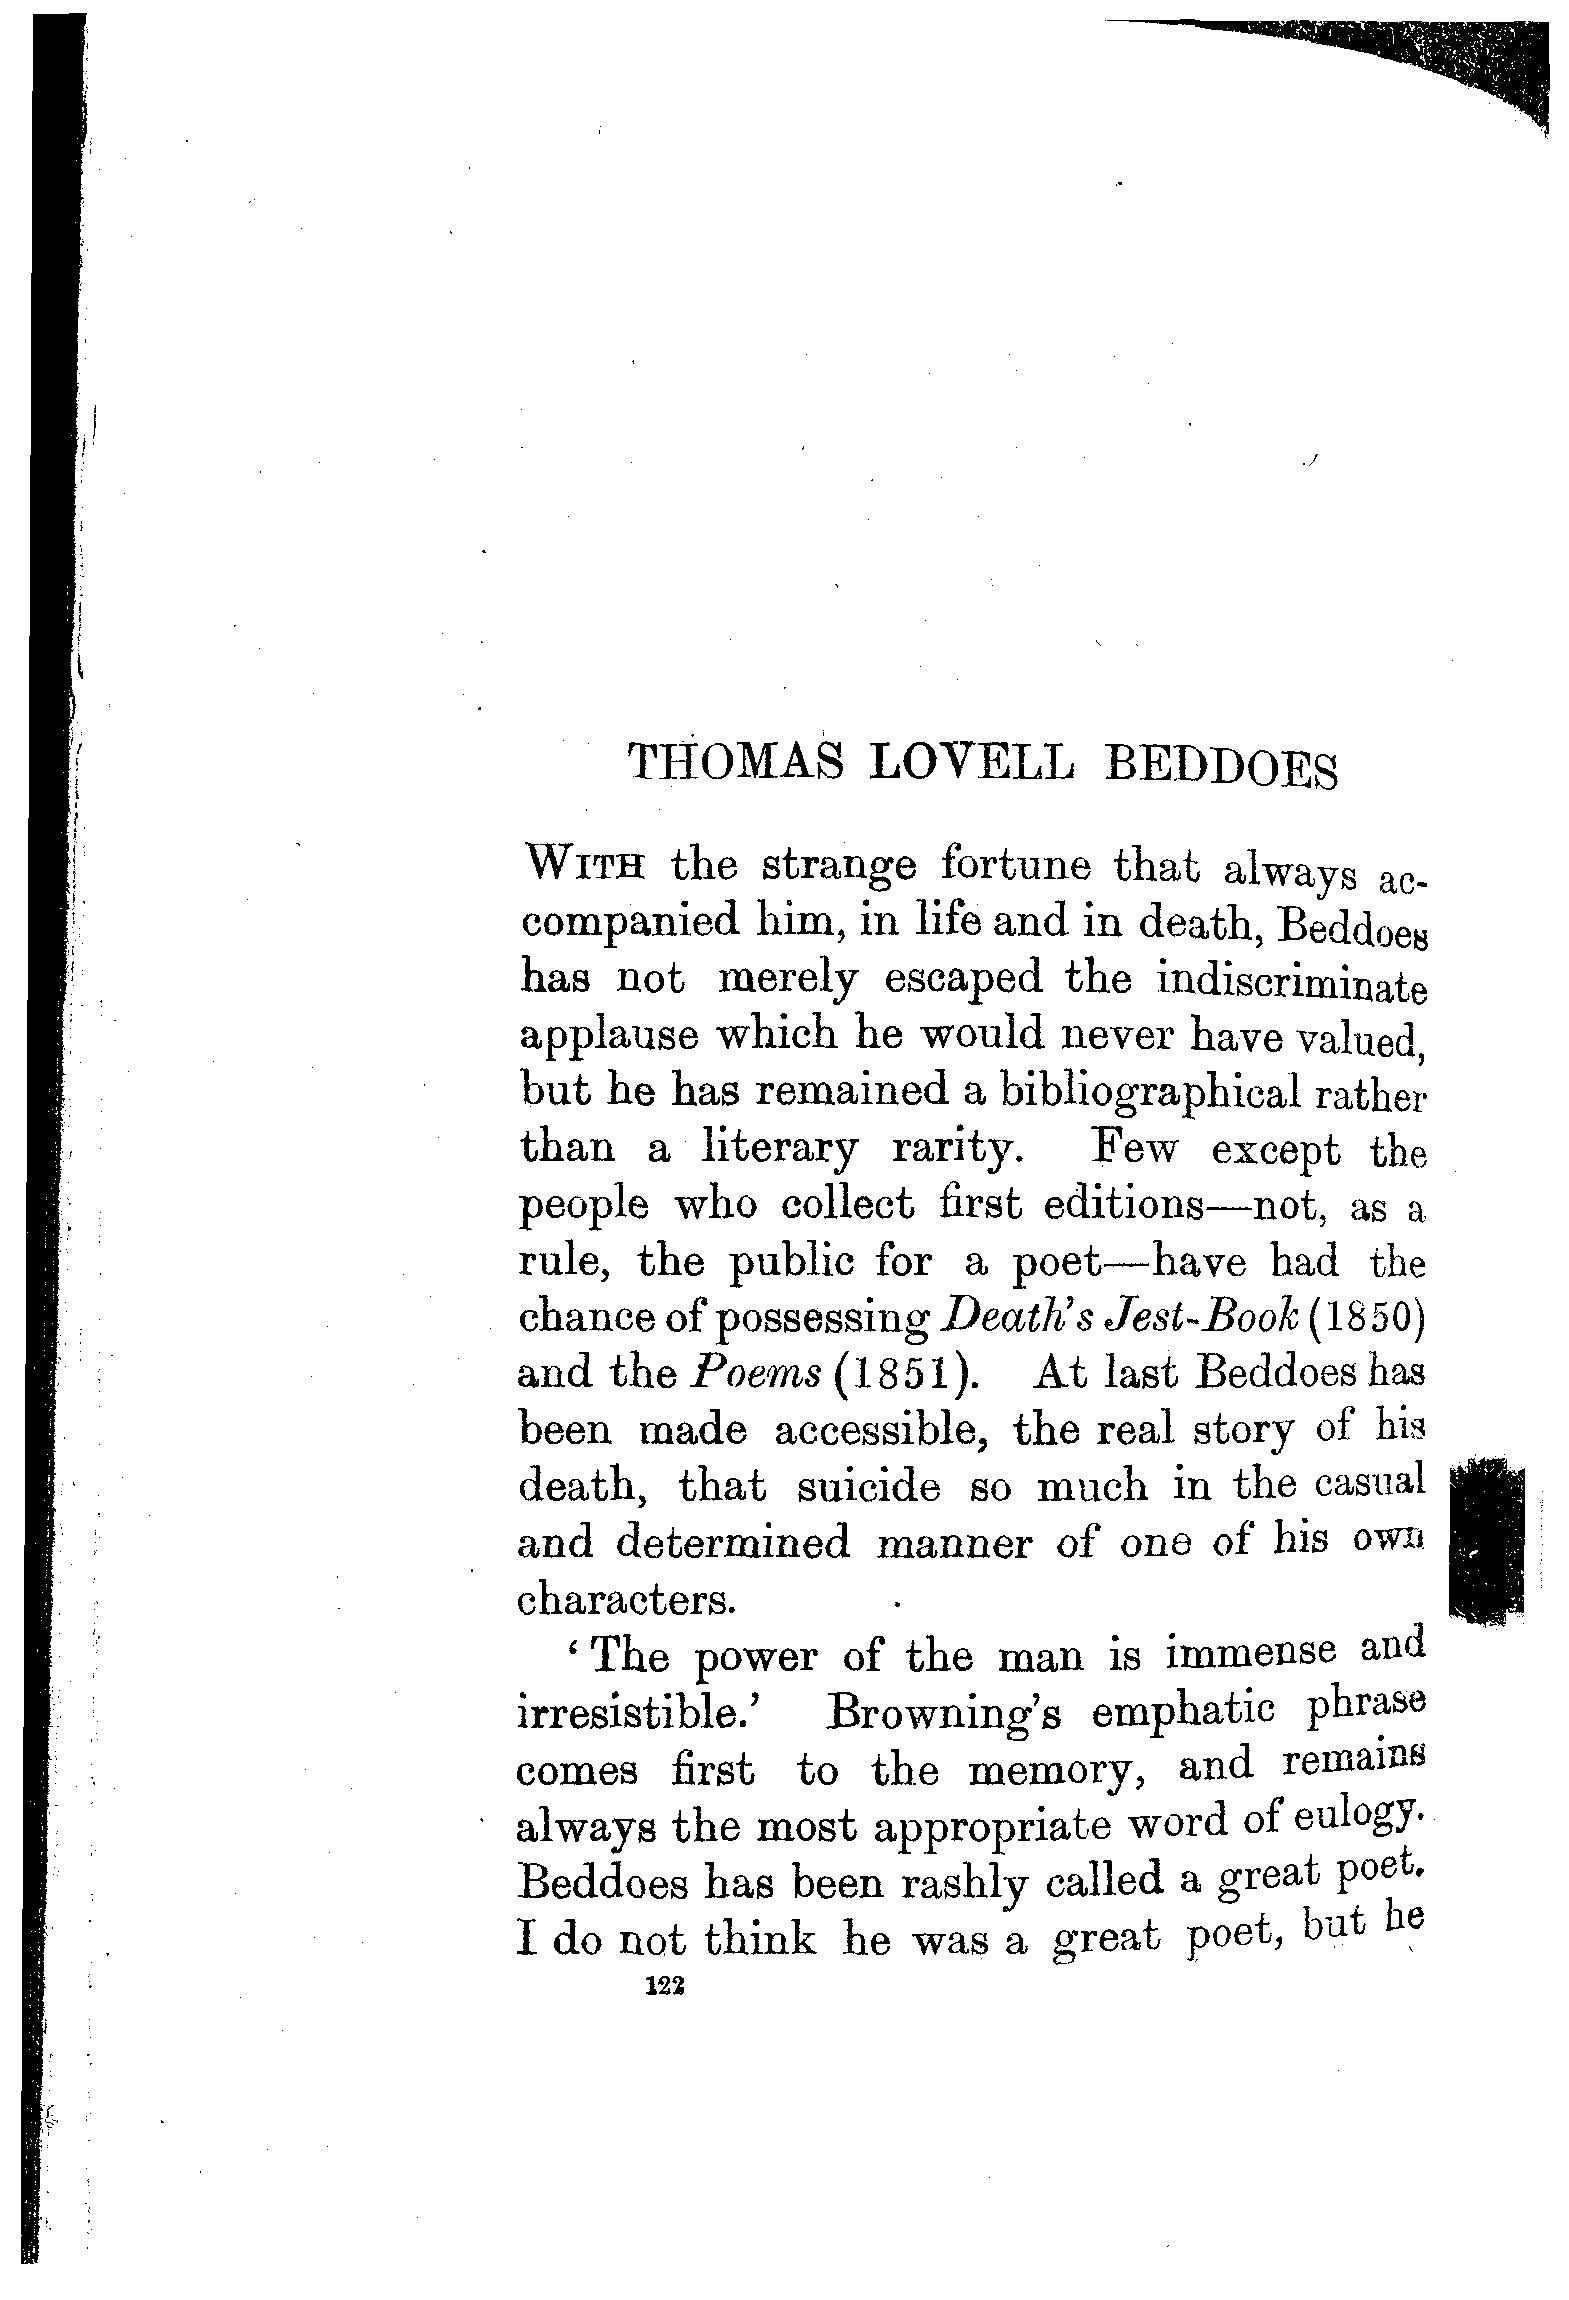 THOMAS LOVELL BEDDOES
WITH the strange fortune that always ac-
companied him, in life and in death, Beddoes
has not merely escaped the indiscriminate
applause which he would never have valued,
but he has remained a bibliographical rather
than a literary rarity. Few except the
people who collect first editions—not, as a
rule, the public for a poet—have had the
chance of possessing Death's Jest-Book (1850)
and the Poems (1851). At last Beddoes has
been made accessible, the real story of his
death, that suicide so much in the casual
and determined manner of one of his own
characters.
‘The power of the man is immense and
irresistible.’ Browning's emphatic phrase
comes first to the memory, and remains
always the most appropriate word of eulogy.
Beddoes has been rashly called a great poet.
I do not think he was a great poet, but he
122